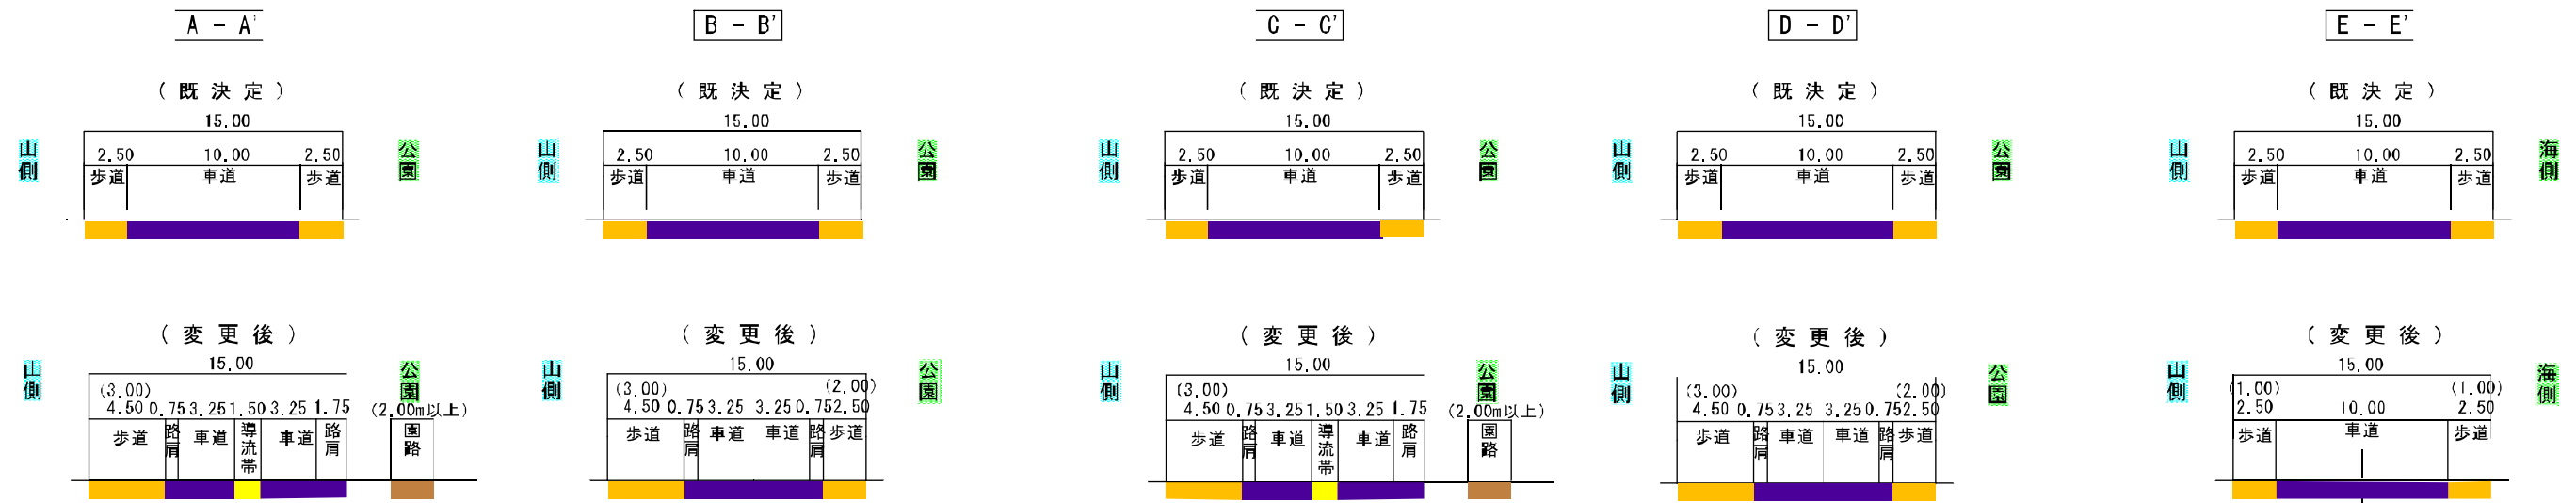 A － A'
B － B'
C － C'
D － D'
E － E'
( 既 決 定 )
( 既 決 定 )
( 既 決 定 )
( 既 決 定 )
( 既 決 定 )
15.00
15.00
15.00
15.00
15.00
山側
2.50 10.00 2.50
歩道 車道 歩道
公園
山側
2.50 10.00 2.50
歩道 車道 歩道
公園
山側
2.50 10.00 2.50
歩道 車道 歩道
公園
山側
2.50 10.00 2.50
歩道 車道 歩道
公園
山側
2.50 10.00 2.50
歩道 車道 歩道
海側
( 変 更 後 )
( 変 更 後 )
( 変 更 後 )
( 変 更 後 )
( 変 更 後 )
山側
15.00
(3.00)
4.50 0.75 3.25 1.50 3.25 1.75 (2.00m以上)
歩道 路肩 車道 導流帯 車道 路肩 園路
公園
山側
15.00
(3.00) (2.00)
4.50 0.75 3.25 3.25 0.75 2.50
歩道 路肩 車道 車道 路肩 歩道
公園
山側
15.00
(3.00)
4.50 0.75 3.25 1.50 3.25 1.75 (2.00m以上)
歩道 路肩 車道 導流帯 車道 路肩 園路
公園
山側
15.00
(3.00) (2.00)
4.50 0.75 3.25 3.25 0.75 2.50
歩道 路肩 車道 車道 路肩 歩道
公園
山側
15.00
(1.00) (1.00)
2.50 10.00 2.50
歩道 車道 歩道
海側